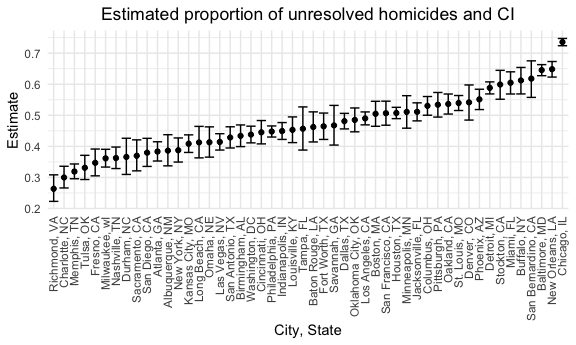 Estimated proportion of unresolved homicides and CI
Estimate
0.7
0.6
0.5
0.4
0.3
0.2
Richmond, VA
Charlotte, NC
Memphis, TN
Tulsa, OK
Fresno, CA
Milwaukee, wI
Nashville, TN
Durham, NC
Sacramento, CA
San Diego, CA
Atlanta, GA
Albuquerque, NM
New York, NY
Kansas City, MO
Long Beach, CA
Omaha, NE
Las Vegas, NV
San Antonio, TX
Birmingham, AL
Washington, DC
Cincinnati, OH
Philadelphia, PA
Indianapolis, IN
Louisville, KY
Tampa, FL
Baton Rouge, LA
Fort Worth, TX
Savannah, GA
Dallas, TX
Oklahoma City, OK
Los Angeles, CA
Boston, MA
San Francisco, CA
Houston, TX
Minneapolis, MN
Jacksonville, FL
Columbus, OH
Pittsburgh, PA
Oakland, CA
St. Louis, MO
Denver, CO
Phoenix, AZ
Detroit, MI
Stockton, CA
Miami, FL
Buffalo, NY
San Bernardino, CA
Baltimore, MD
New Orleans, LA
Chicago, IL
City, State